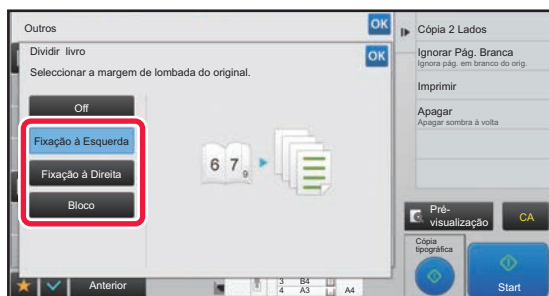 Outros
OK
Dividir livro
OK
Seleccionar a margem de lombada do original.
Off
Fixação à Esquerda
Fixação à Direita
Bloco
6 7
9
Anterior
3 B4
4 A3
A4
Cópia 2 Lados
Ignorar Pág. Branca
Ignora pág. em branco do orig.
Imprimir
Apagar
Apagar sombra à volta
Pré-
visualização
CA
Cópia
tipográfica
Start